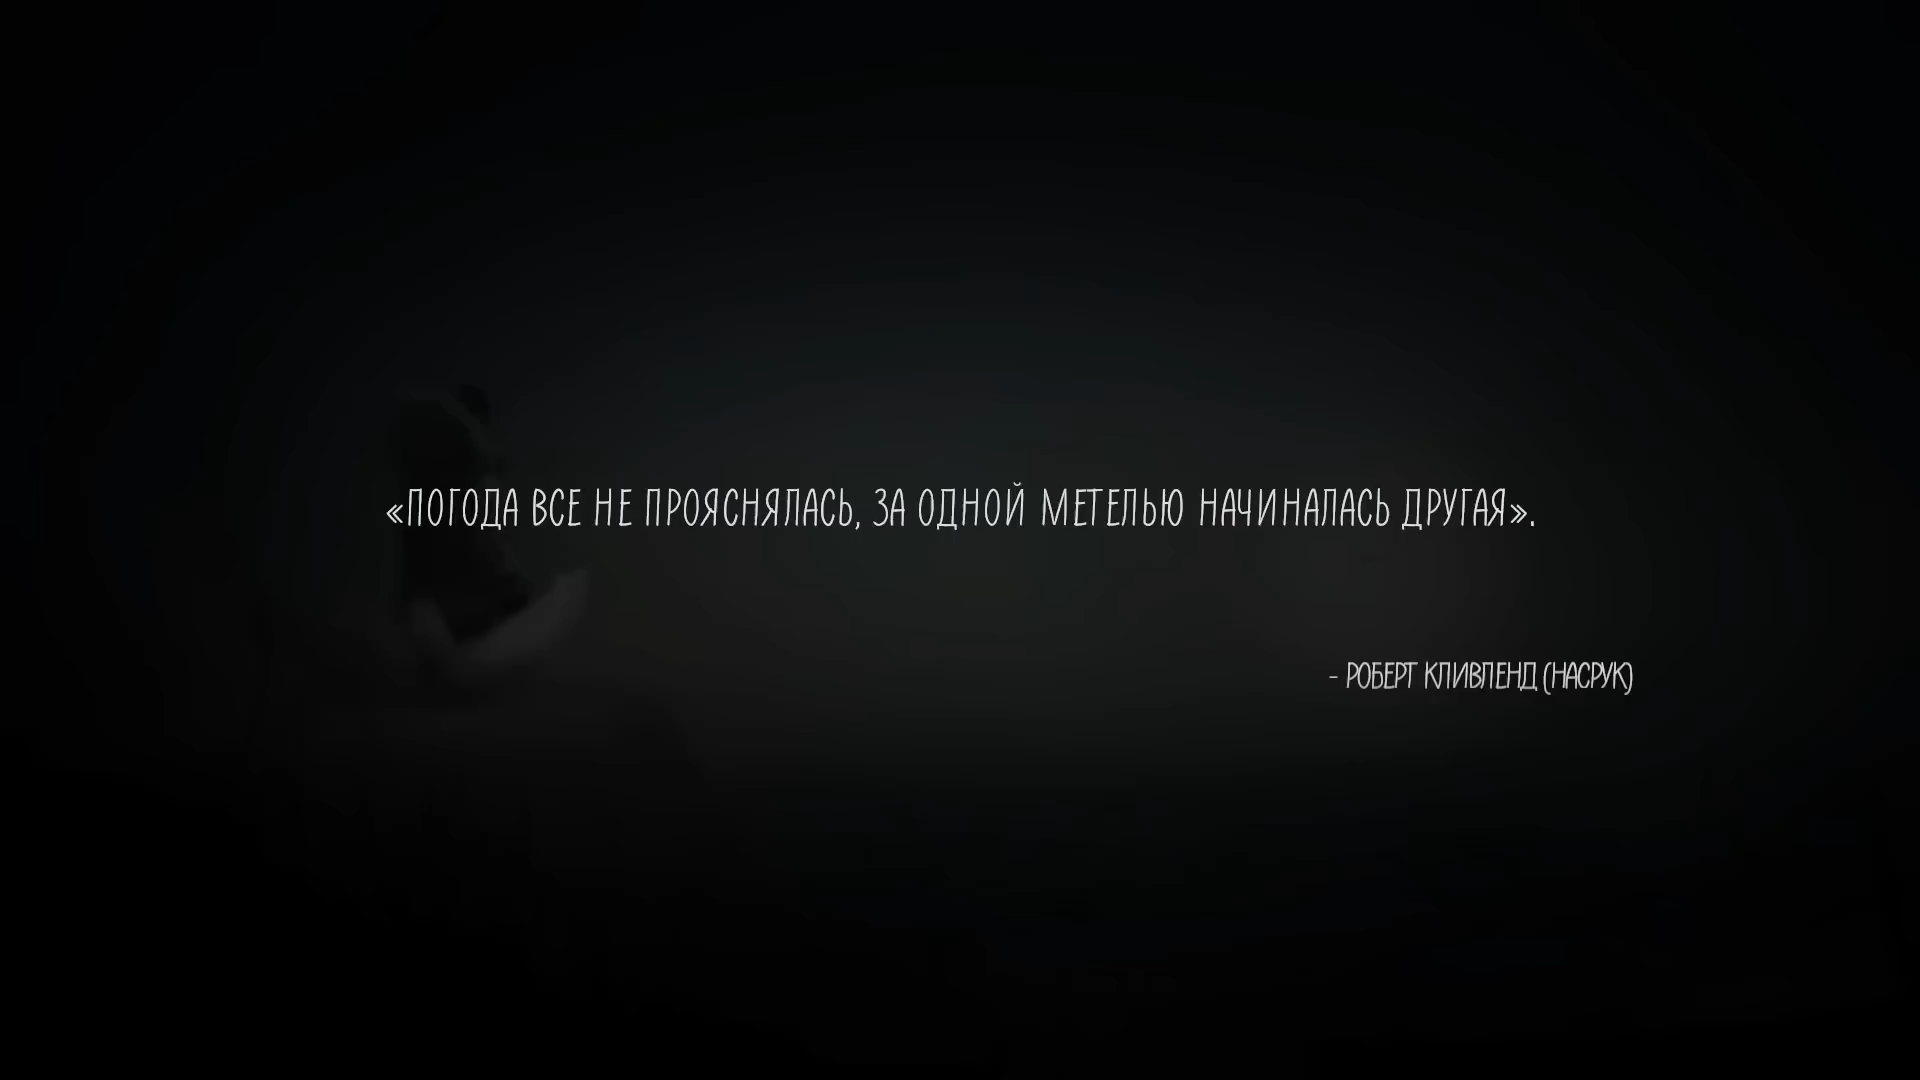 «ПОГОДА ВСЕ НЕ ПРОЯСНЯЛАСЬ, ЗА ОДНОЙ МЕТЕЛЬЮ НАЧИНАЛАСЬ ДРУГАЯ».
- РОБЕРТ КЛИВЛЕНД (НАСРУК)